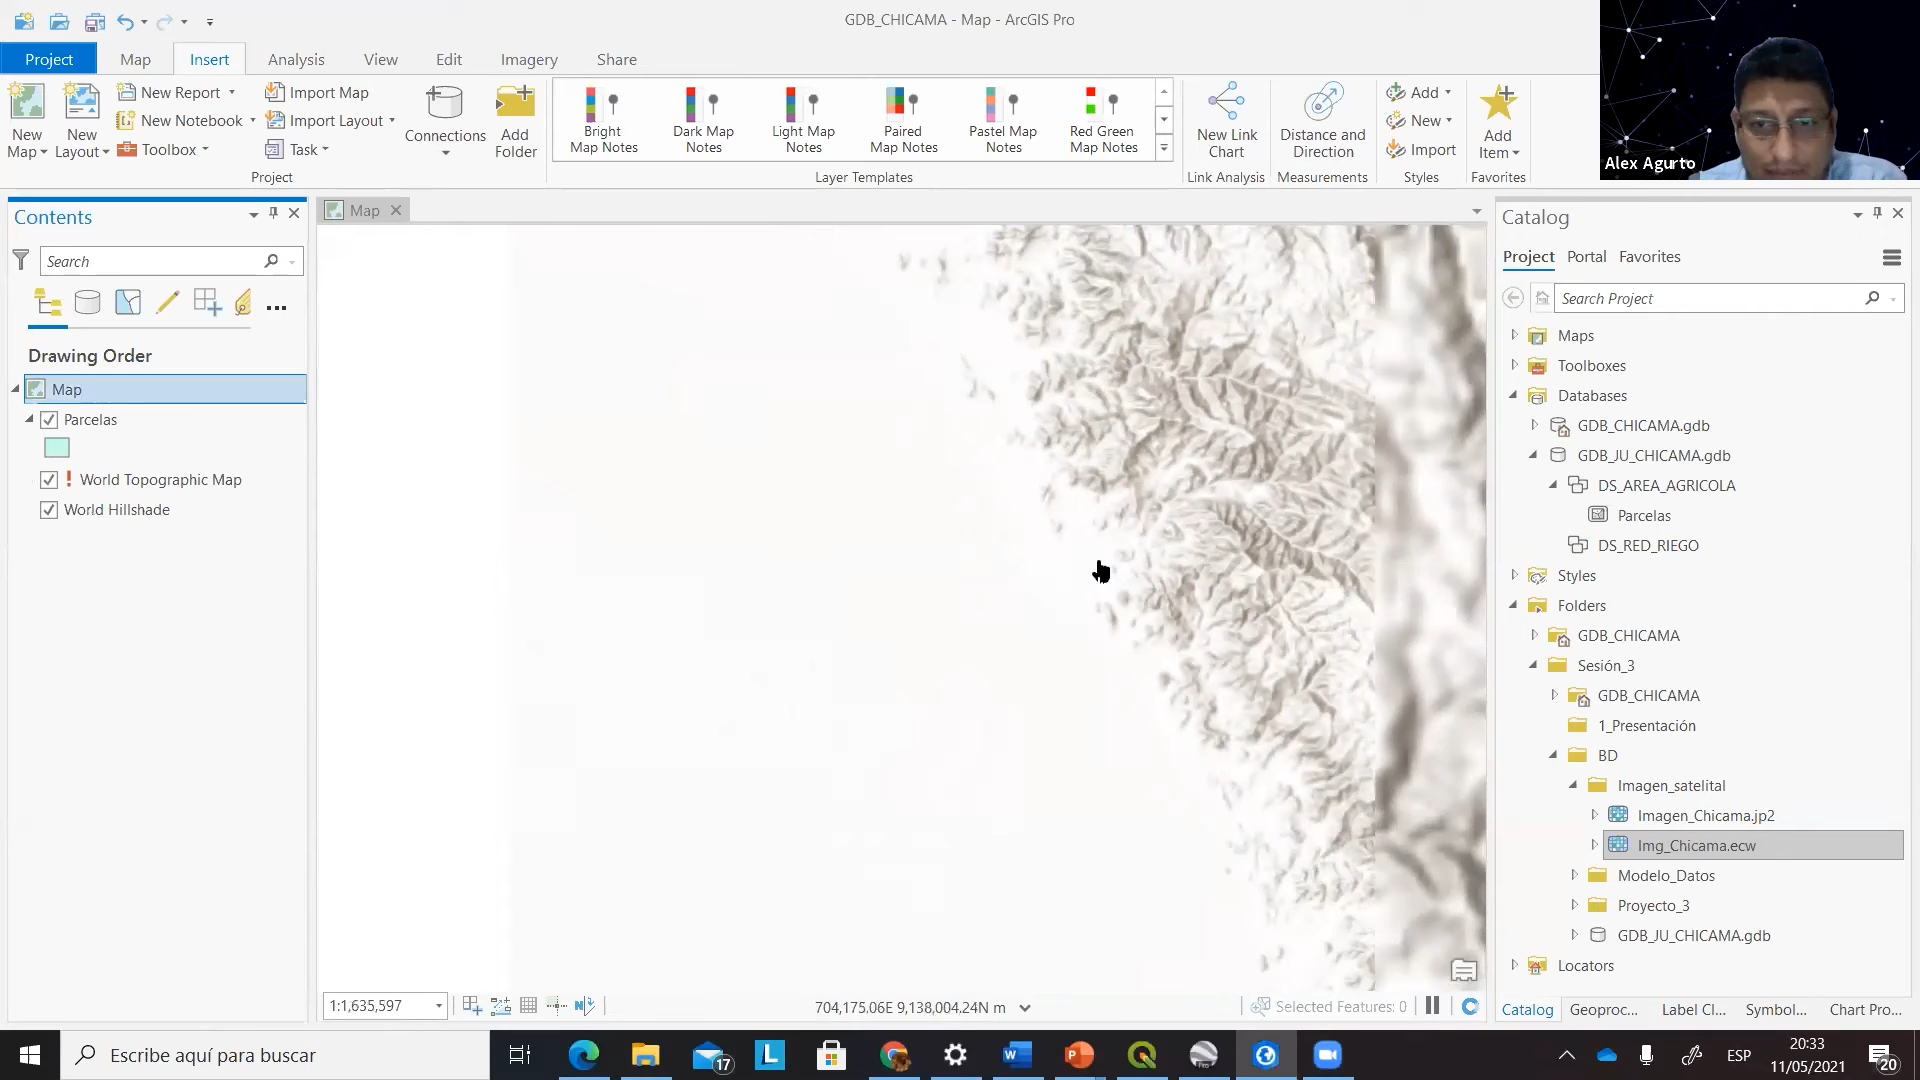 GDB_CHICAMA - Map - ArcGIS Pro
Project
Map
Insert
Analysis
View
Edit
Imagery
Share
New Map
New Layout
New Report
New Notebook
Toolbox
Import Map
Import Layout
Task
Connections
Add Folder
Project
Bright Map Notes
Dark Map Notes
Light Map Notes
Paired Map Notes
Pastel Map Notes
Red Green Map Notes
Layer Templates
New Link Chart
Link Analysis
Distance and Direction
Measurements
Add
New
Import
Styles
Add Item
Favorites
Alex Agurto
Contents
Search
Drawing Order
Map
Parcelas
World Topographic Map
World Hillshade
Map
1:1,635,597
704,175.06E 9,138,004.24N m
Selected Features: 0
Catalog
Project
Portal
Favorites
Search Project
Maps
Toolboxes
Databases
GDB_CHICAMA.gdb
GDB_JU_CHICAMA.gdb
DS_AREA_AGRICOLA
Parcelas
DS_RED_RIEGO
Styles
Folders
GDB_CHICAMA
Sesión_3
GDB_CHICAMA
1_Presentación
BD
Imagen_satelital
Imagen_Chicama.jp2
Img_Chicama.ecw
Modelo_Datos
Proyecto_3
GDB_JU_CHICAMA.gdb
Locators
Catalog
Geoproc...
Label Cl...
Symbol...
Chart Pro...
Escribe aquí para buscar
17
ESP
20:33
11/05/2021
20